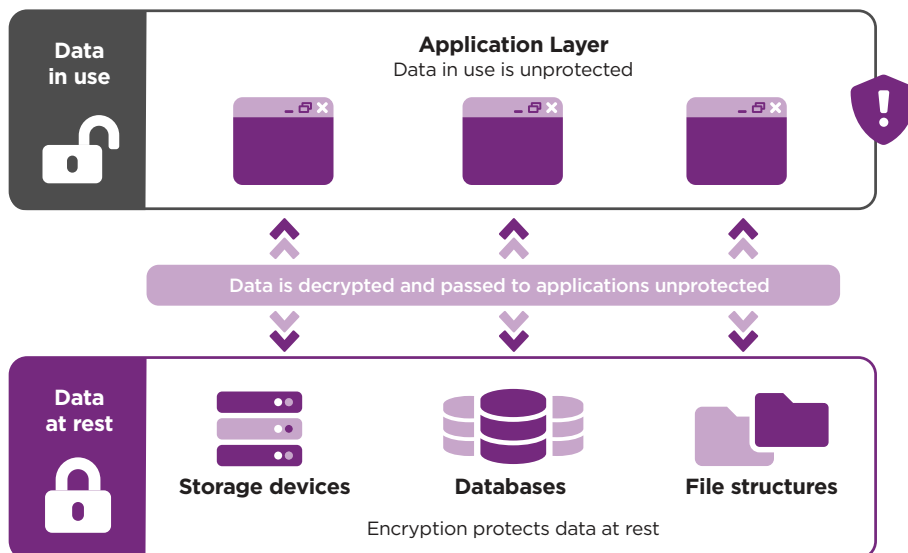 Data
in use
Application Layer
Data in use is unprotected
Data is decrypted and passed to applications unprotected
Data
at rest
Storage devices
Databases
File structures
Encryption protects data at rest